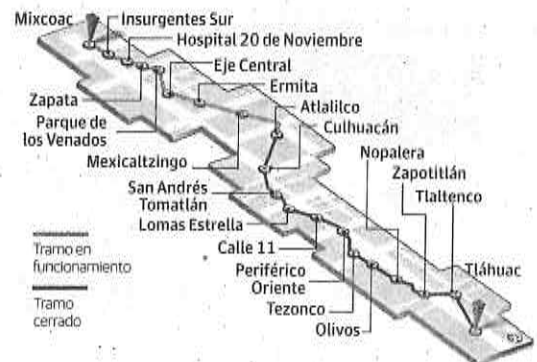 Mixcoac
Insurgentes Sur
Hospital 20 de Noviembre
Eje Central
Ermita
Zapata
Atlalilco
Parque de
los Venados
Culhuacán
Nopalera
Mexicaltzingo
Zapotitlán
San Andrés
Tomatlán
Tlaltenco
Lomas Estrella
Calle 11
Tramo en
funcionamiento
Periférico
Oriente
Tláhuac
Tramo
cerrado
Tezonco
Olivos